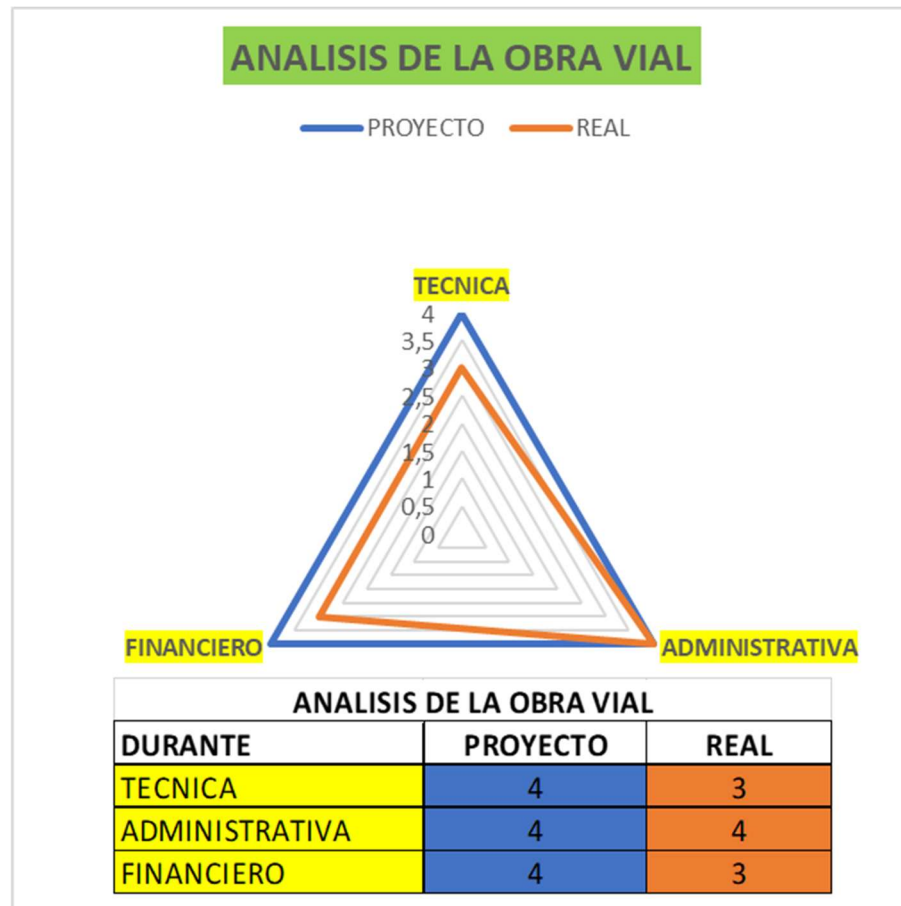 ANALISIS DE LA OBRA VIAL
PROYECTO REAL
TECNICA
4
3,5
3
2,5
2
1,5
1
0,5
0
FINANCIERO ADMINISTRATIVA
ANALISIS DE LA OBRA VIAL
DURANTE PROYECTO REAL
TECNICA 4 3
ADMINISTRATIVA 4 4
FINANCIERO 4 3